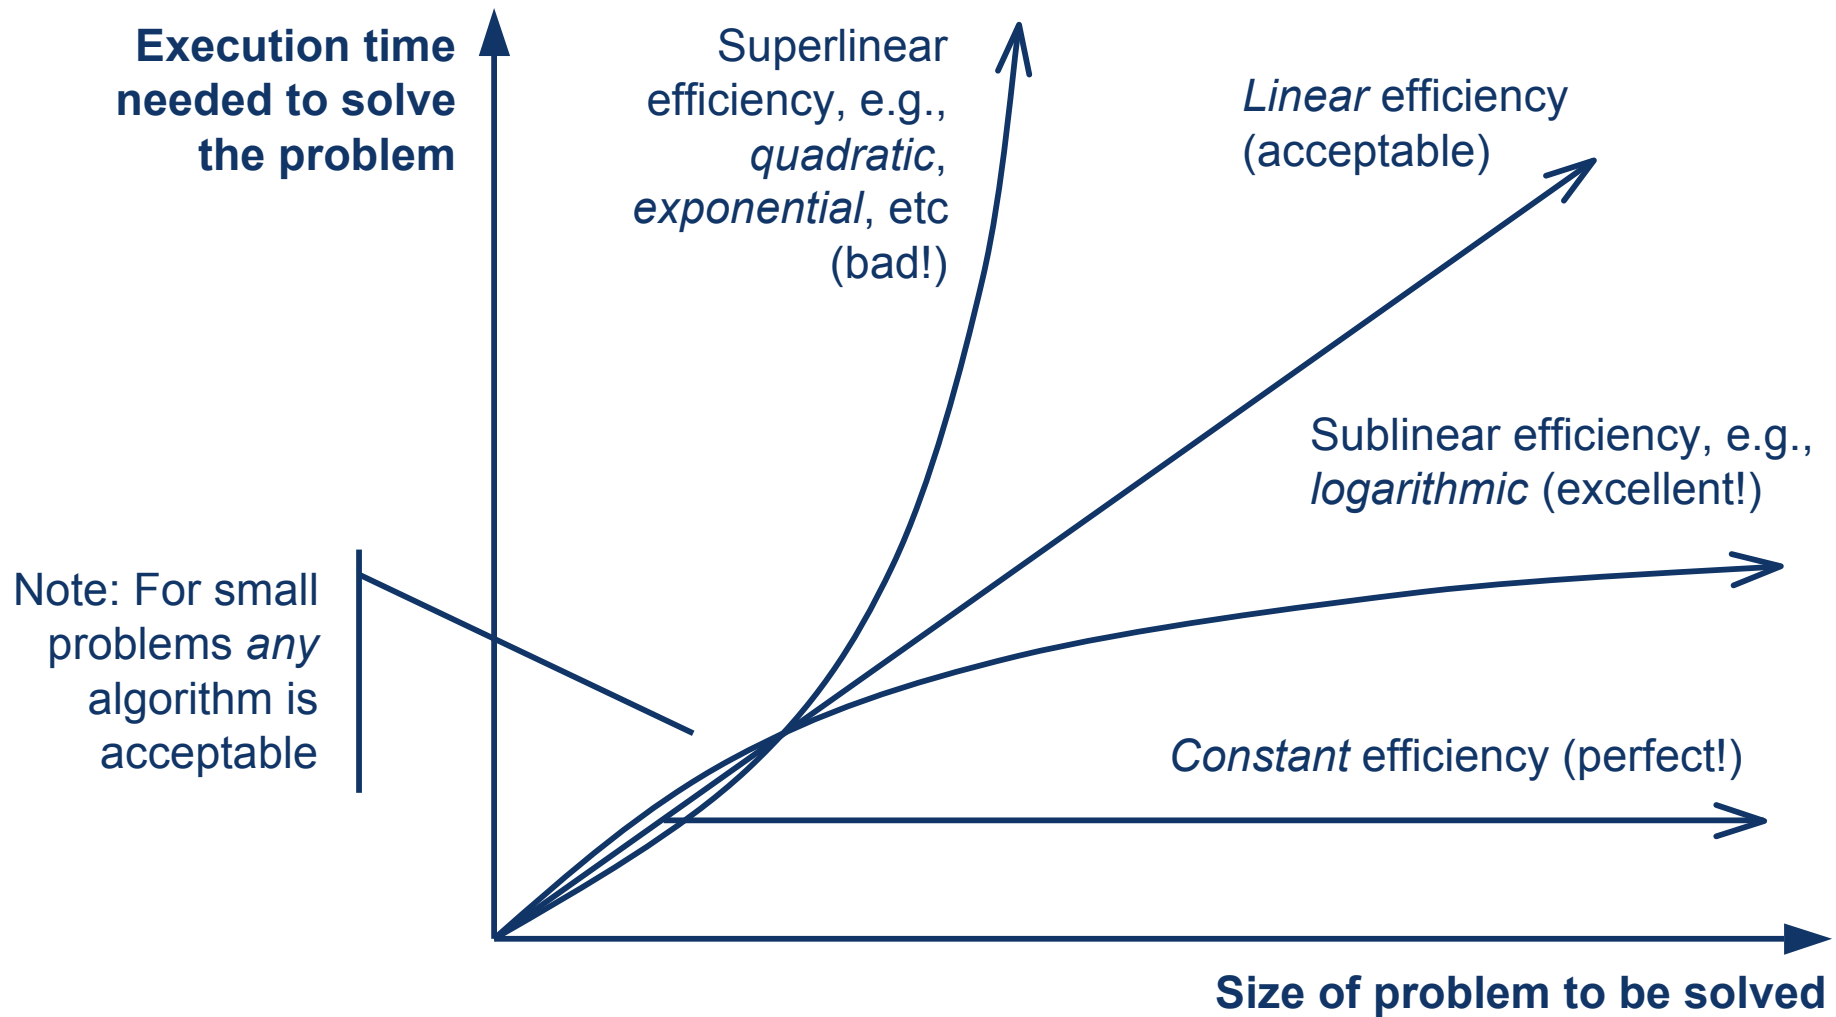 Execution time
needed to solve
the problem
Superlinear
efficiency, e.g.,
quadratic,
exponential, etc
(bad!)
Linear efficiency
(acceptable)
Sublinear efficiency, e.g.,
logarithmic (excellent!)
Note: For small
problems any
algorithm is
acceptable
Constant efficiency (perfect!)
Size of problem to be solved